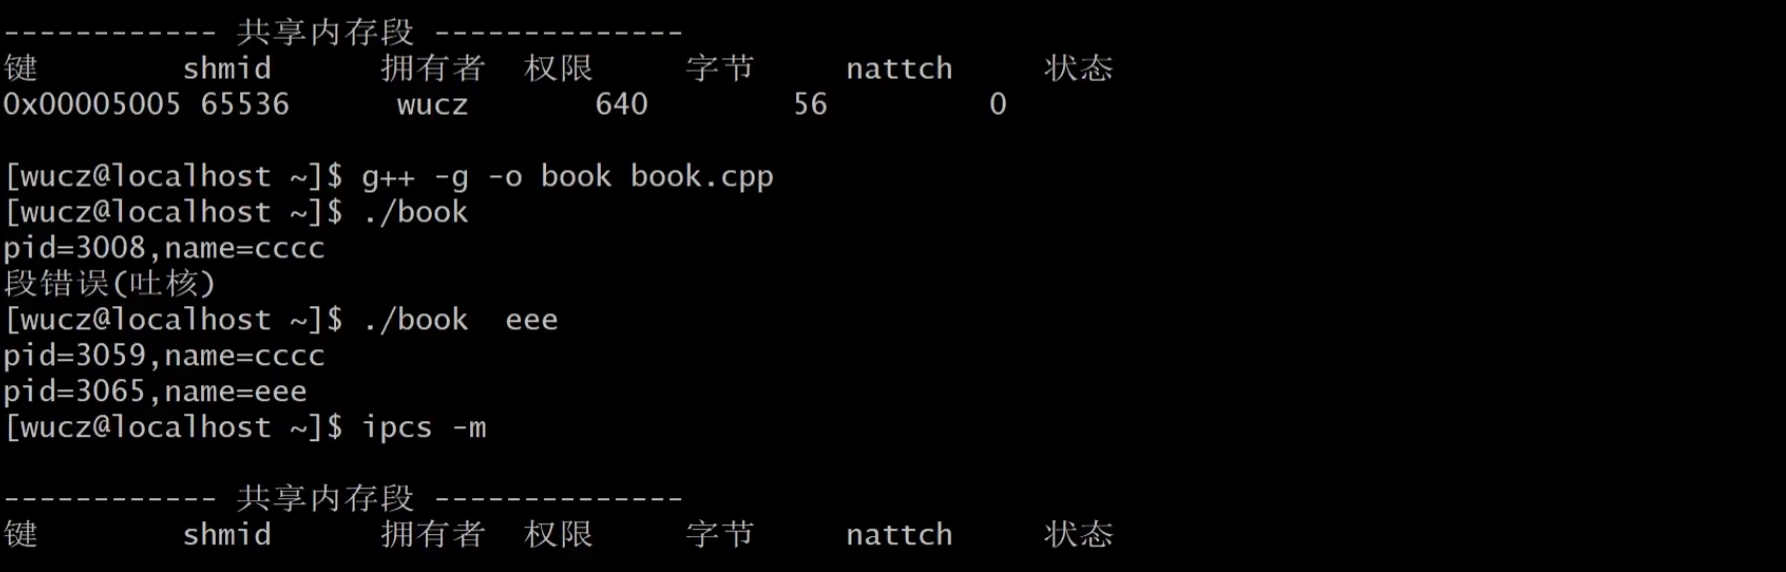 ------------ 共享内存段 --------------
键        shmid      拥有者  权限     字节     nattch     状态
0x00005005 65536      wucz       640        56         0
[wucz@localhost ~]$ g++ -g -o book book.cpp
[wucz@localhost ~]$ ./book
pid=3008,name=cccc
段错误(吐核)
[wucz@localhost ~]$ ./book  eee
pid=3059,name=cccc
pid=3065,name=eee
[wucz@localhost ~]$ ipcs -m
------------ 共享内存段 --------------
键        shmid      拥有者  权限     字节     nattch     状态